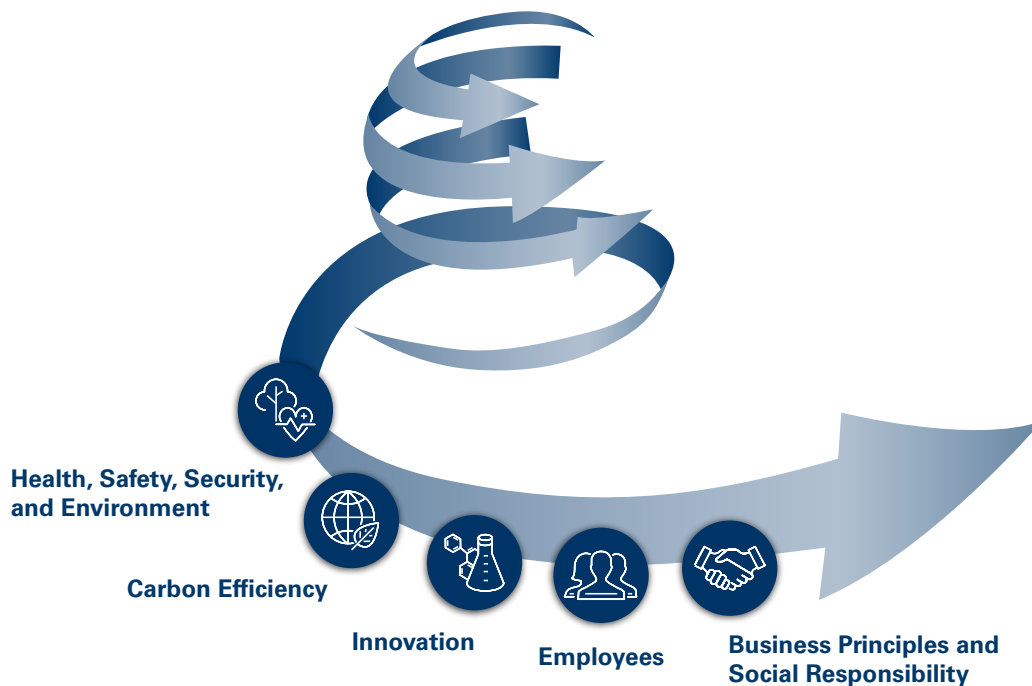 Health, Safety, Security,
and Environment
Carbon Efficiency
Innovation
Employees
Business Principles and
Social Responsibility